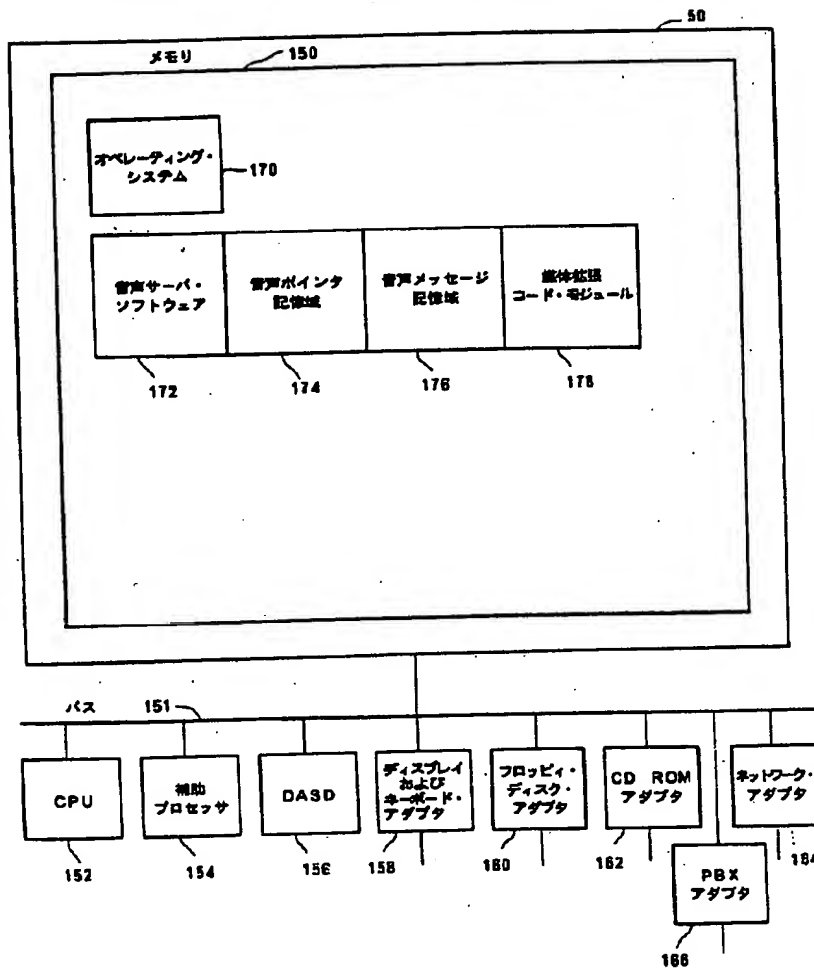 50
メモリ
150
オペレーティング・
システム
170
音声サーバ・
ソフトウェア
音声ポインタ
記憶域
音声メッセージ
記憶域
媒体拡張
コード・モジュール
172
174
176
178
バス
151
CPU
補助
プロセッサ
DASD
ディスプレイ
および
キーボード・
アダプタ
フロッピィ・
ディスク・
アダプタ
CD ROM
アダプタ
ネットワーク・
アダプタ
152
154
156
158
160
162
164
PBX
アダプタ
166